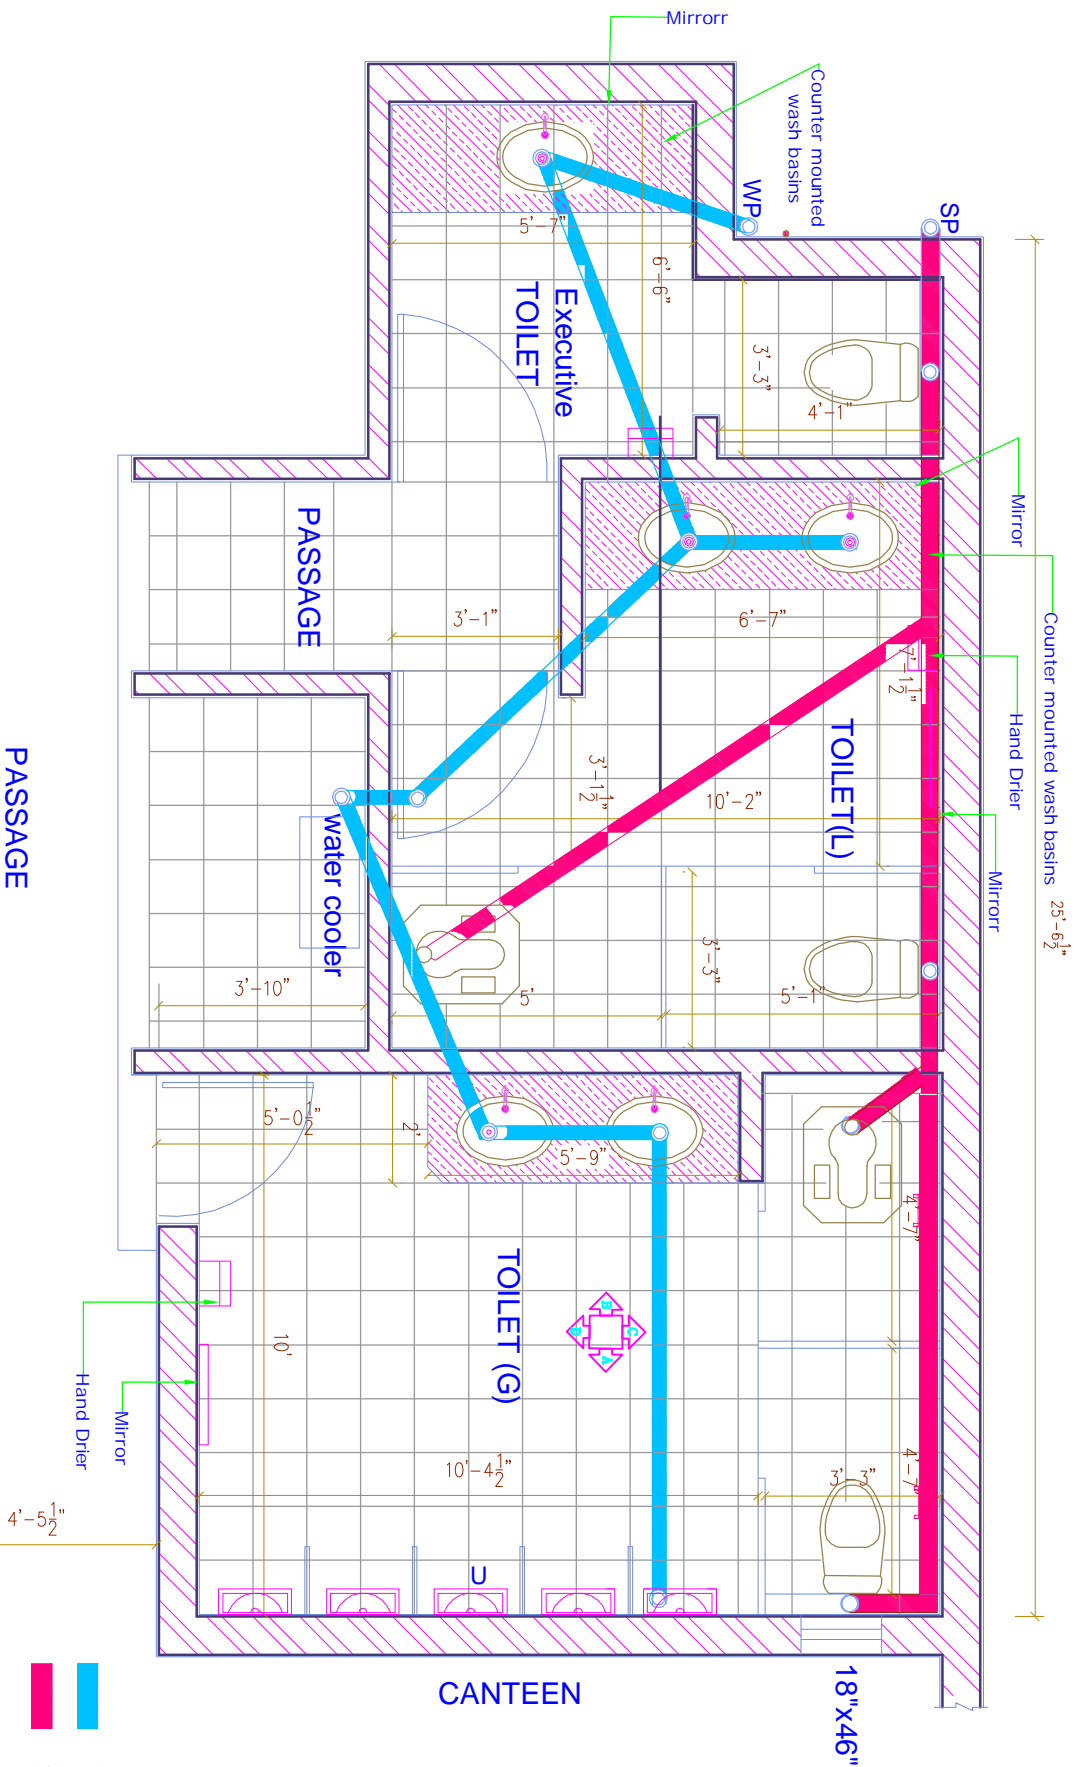 Mirrorr
Counter mounted
wash basins
WP
SP
5'-7"
6'-6"
Executive
TOILET
3'-3"
4'-1"
Mirror
Counter mounted wash basins
25'-6½"
Hand Drier
Mirrorr
PASSAGE
3'-1"
6'-7"
7'-1½"
TOILET(L)
3'-1½"
10'-2"
PASSAGE
water cooler
3'-10"
5'
3'-3"
5'-1"
5'-0½"
2'
5'-9"
4'-7"
TOILET (G)
B
C
D
A
10'
Hand Drier
Mirror
10'-4½"
4'-7"
3'-3"
4'-5½"
U
CANTEEN
18"x46"